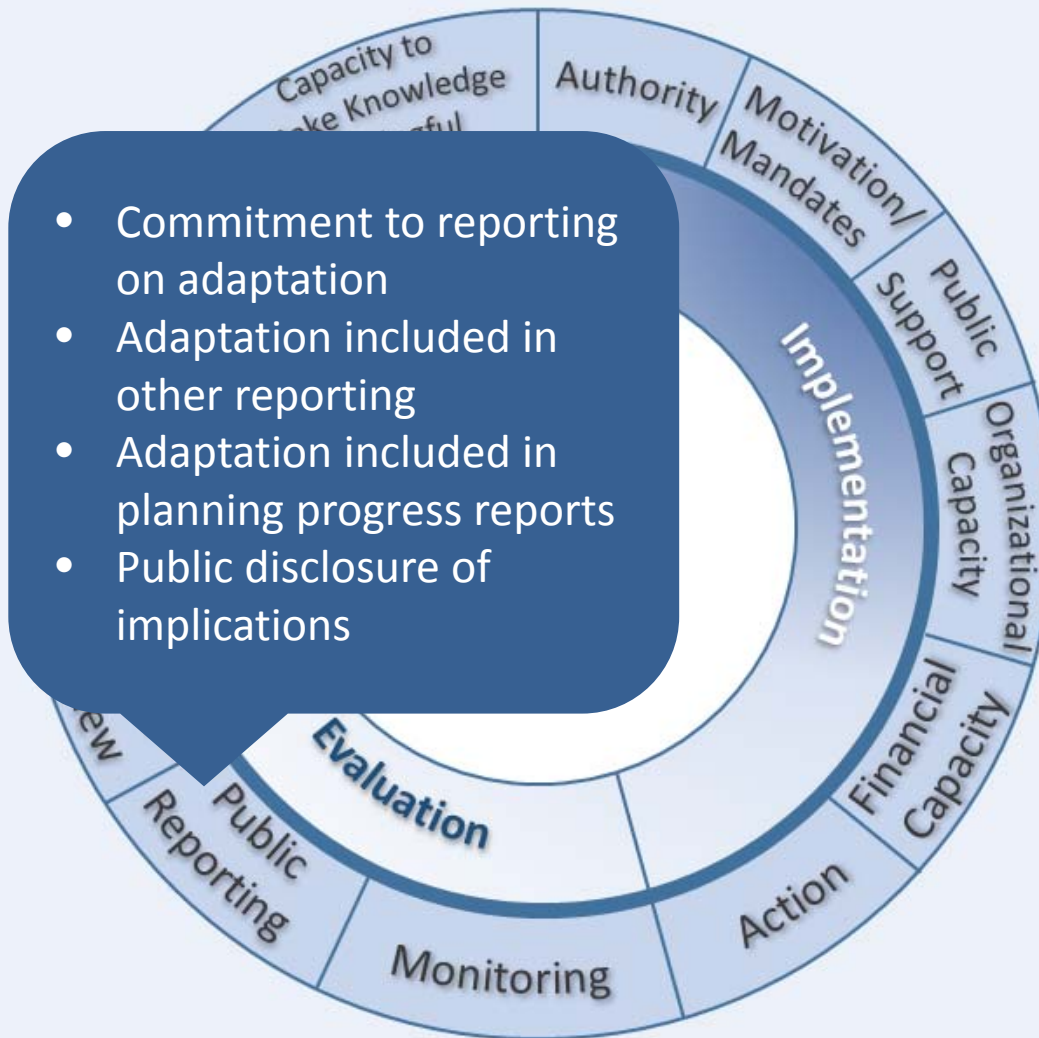 Capacity to
Knowledge
Authority
Motivation/
Mandates
Public
Support
Organizational
Capacity
Financial
Capacity
Action
Monitoring
Public
Reporting
Implementation
Evaluation
• Commitment to reporting
on adaptation
• Adaptation included in
other reporting
• Adaptation included in
planning progress reports
• Public disclosure of
implications